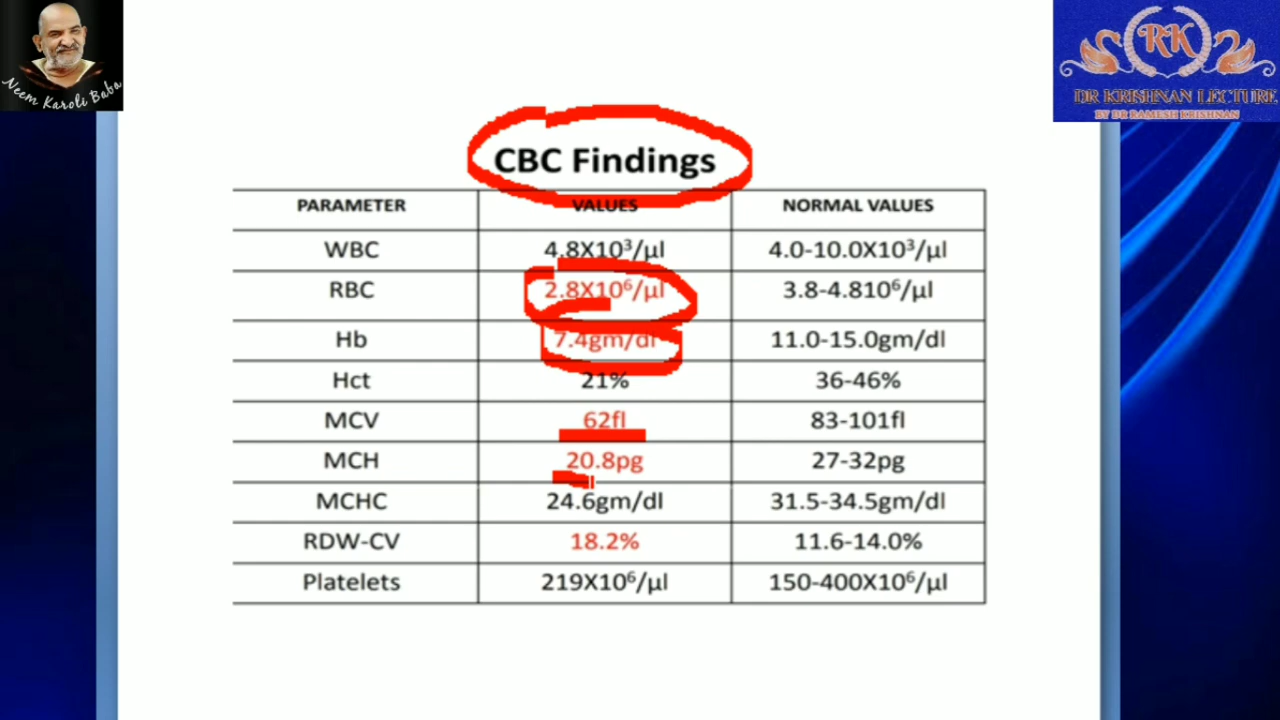 Neem Karoli Baba
RK
DR KRISHNAN LECTURE
BY DR RAMESH KRISHNAN
CBC Findings
PARAMETER VALUES NORMAL VALUES
WBC 4.8X10³/µl 4.0-10.0X10³/µl
RBC 2.8X10⁶/µl 3.8-4.810⁶/µl
Hb 7.4gm/dl 11.0-15.0gm/dl
Hct 21% 36-46%
MCV 62fl 83-101fl
MCH 20.8pg 27-32pg
MCHC 24.6gm/dl 31.5-34.5gm/dl
RDW-CV 18.2% 11.6-14.0%
Platelets 219X10⁶/µl 150-400X10⁶/µl